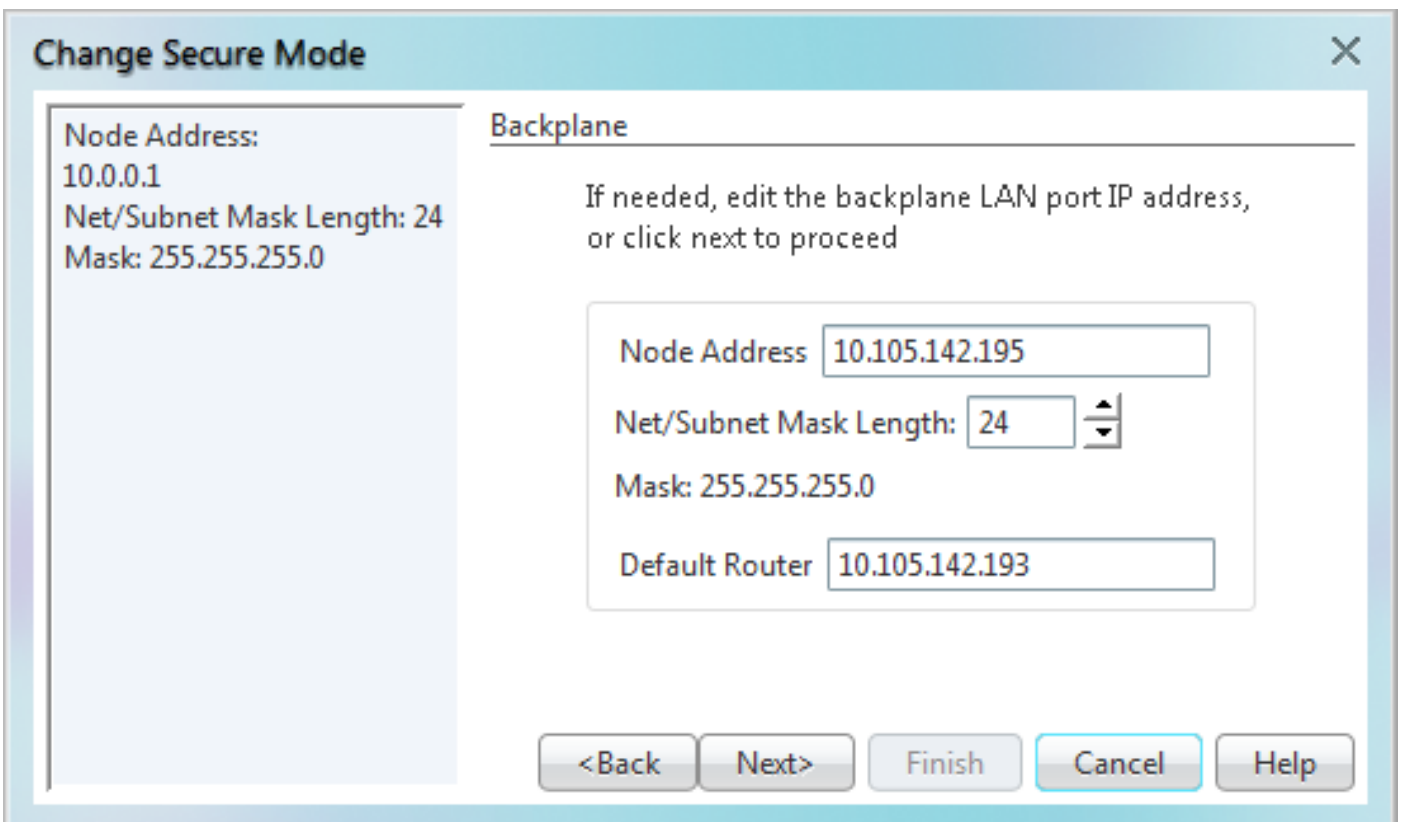 Change Secure Mode
Node Address:
10.0.0.1
Net/Subnet Mask Length: 24
Mask: 255.255.255.0
Backplane
If needed, edit the backplane LAN port IP address,
or click next to proceed
Node Address 10.105.142.195
Net/Subnet Mask Length: 24
Mask: 255.255.255.0
Default Router 10.105.142.193
<Back Next> Finish Cancel Help